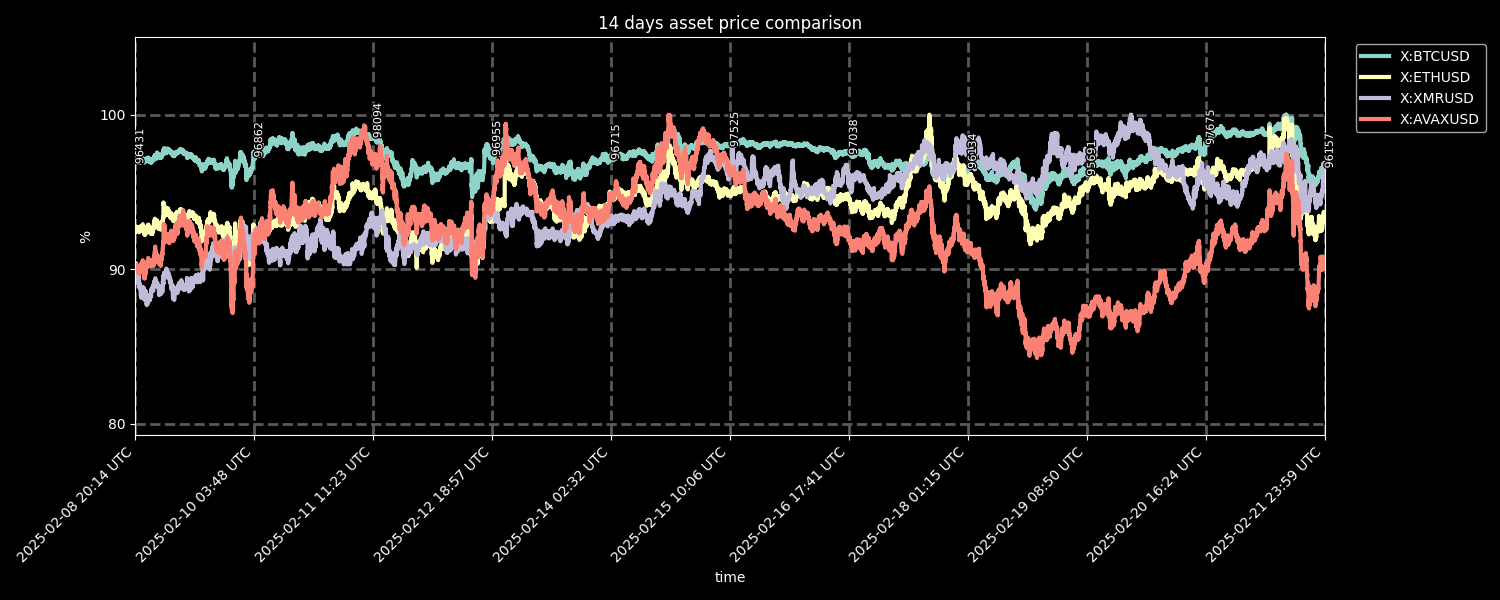 14 days asset price comparison
X:BTCUSD
X:ETHUSD
X:XMRUSD
X:AVAXUSD
100
90
80
%
96431
96862
98094
96955
96715
97525
97038
96134
95691
97675
96157
2025-02-08 20:14 UTC
2025-02-10 03:48 UTC
2025-02-11 11:23 UTC
2025-02-12 18:57 UTC
2025-02-14 02:32 UTC
2025-02-15 10:06 UTC
2025-02-16 17:41 UTC
2025-02-18 01:15 UTC
2025-02-19 08:50 UTC
2025-02-20 16:24 UTC
2025-02-21 23:59 UTC
time